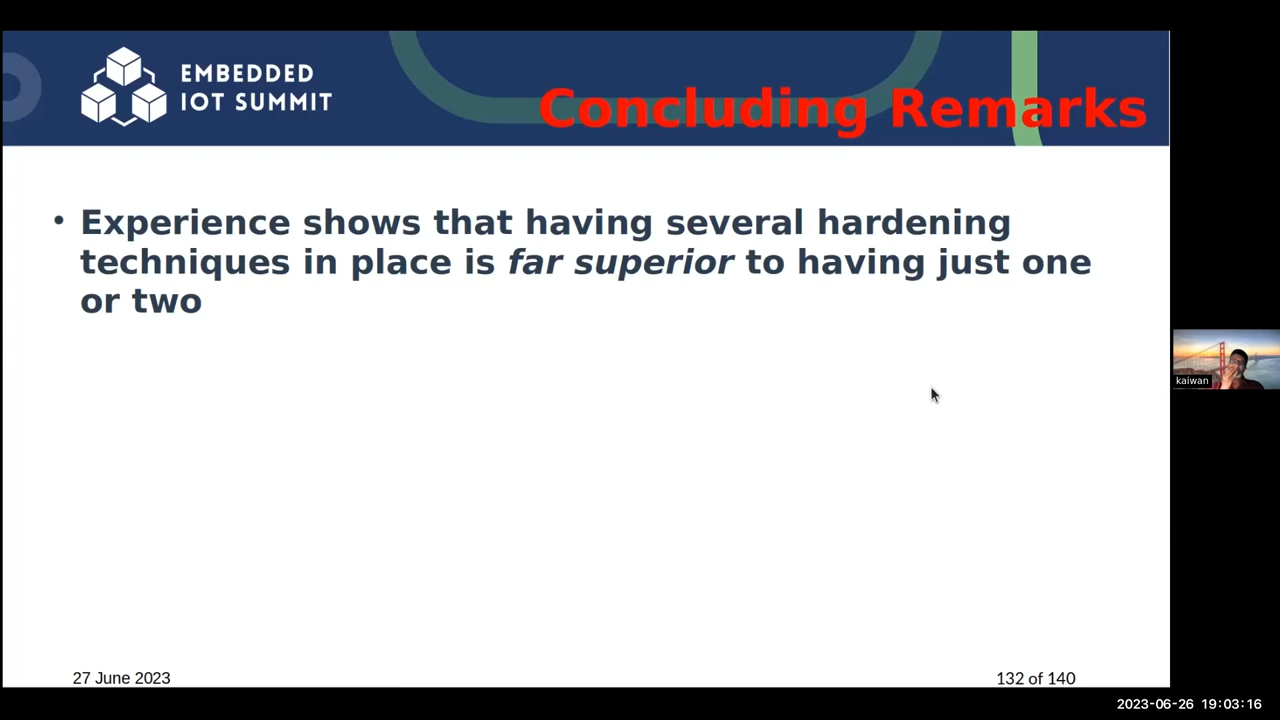 EMBEDDED
IOT SUMMIT
Concluding Remarks
• Experience shows that having several hardening
techniques in place is far superior to having just one
or two
kaiwan
27 June 2023
132 of 140
2023-06-26 19:03:16